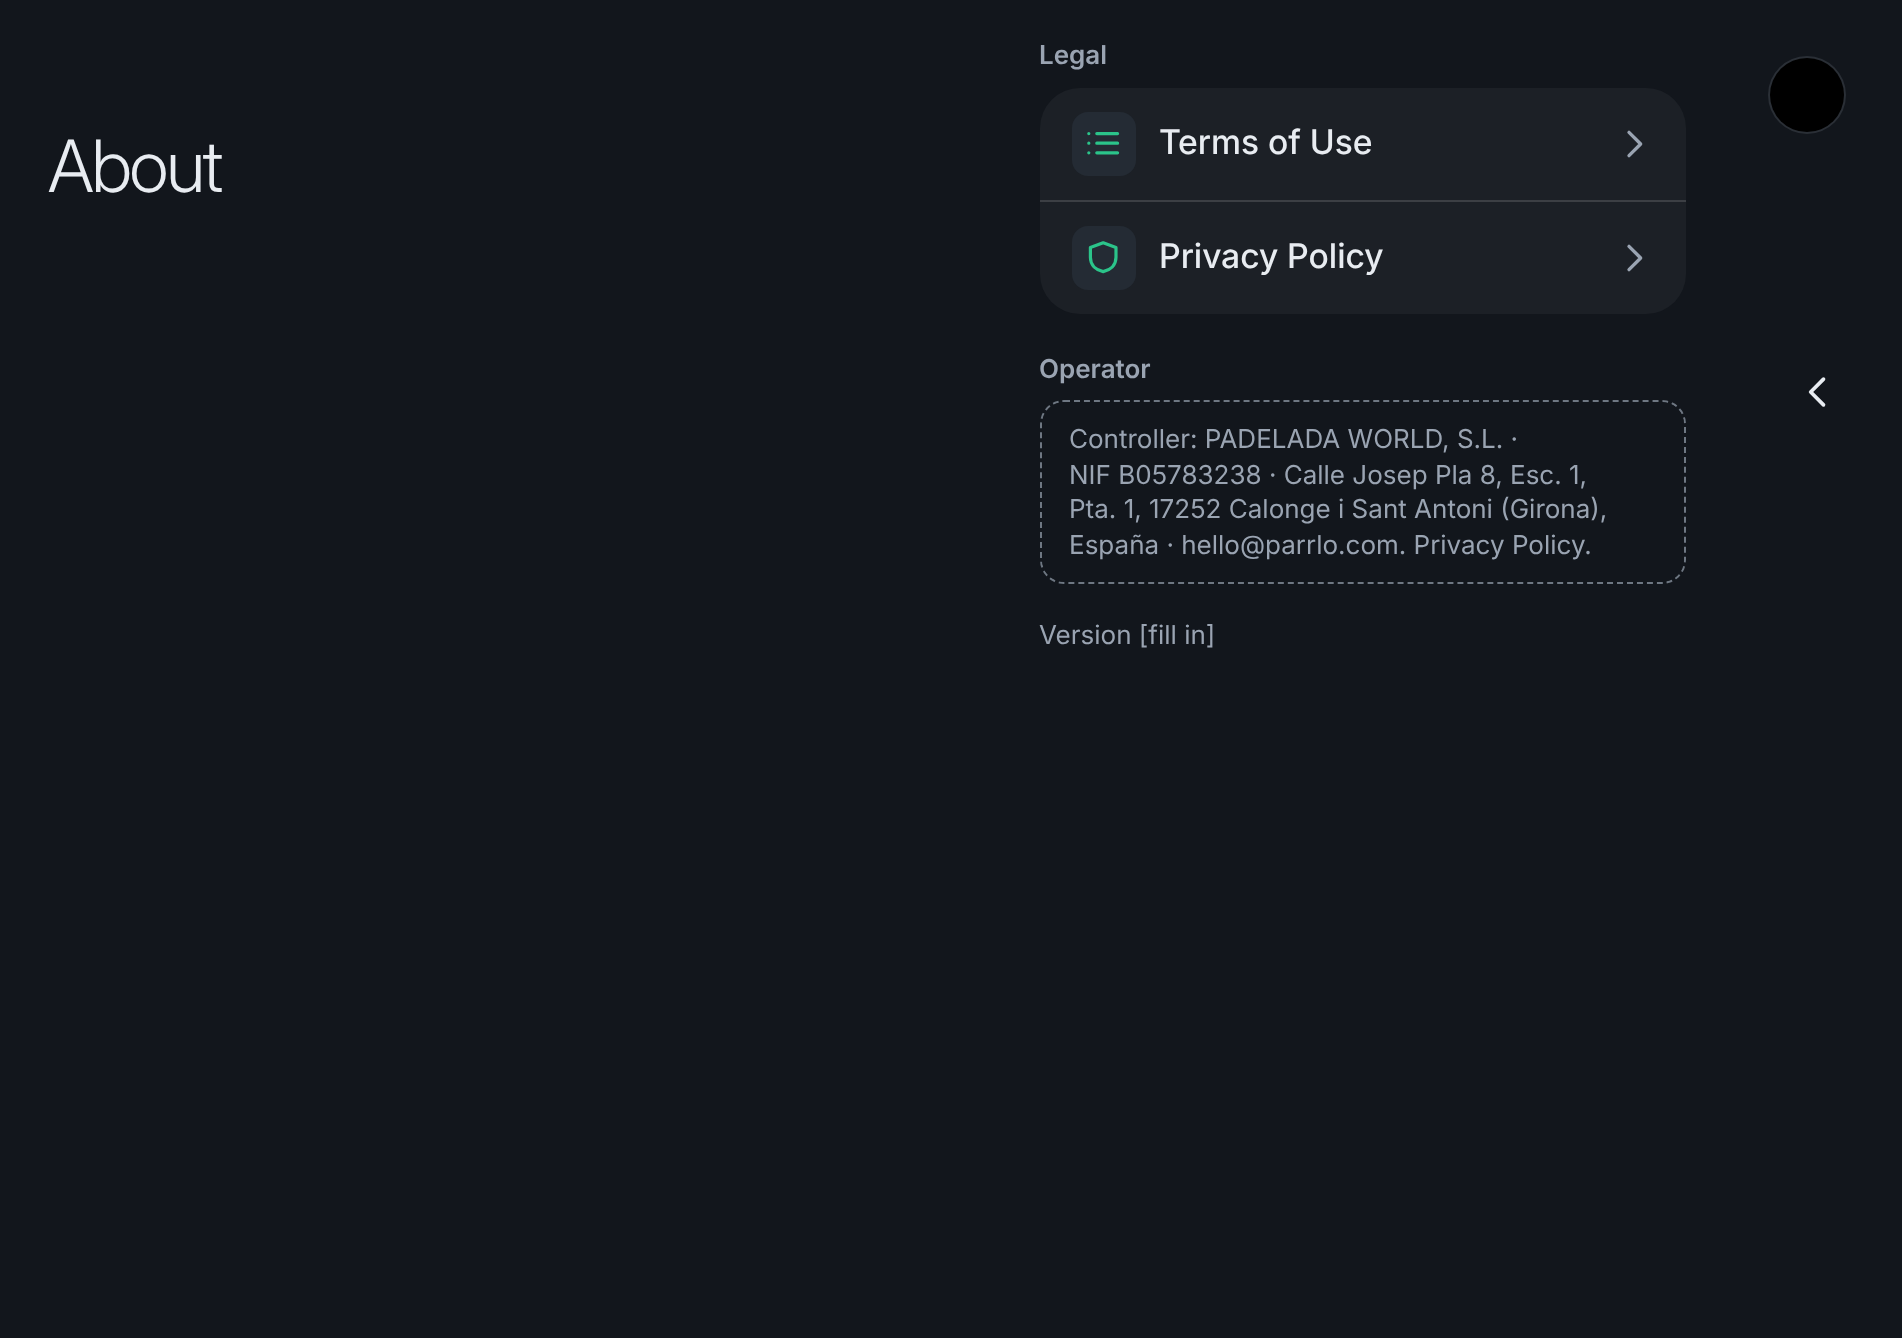 About
Legal
Terms of Use
Privacy Policy
Operator
Controller: PADELADA WORLD, S.L. ·
NIF B05783238 · Calle Josep Pla 8, Esc. 1,
Pta. 1, 17252 Calonge i Sant Antoni (Girona),
España · hello@parrlo.com. Privacy Policy.
Version [fill in]